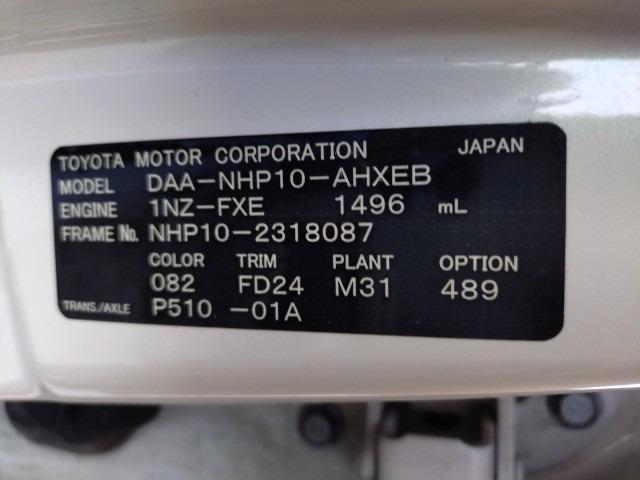 TOYOTA MOTOR CORPORATION JAPAN
MODEL DAA-NHP10-AHXEB
ENGINE 1NZ-FXE 1496 mL
FRAME No. NHP10-2318087
COLOR TRIM PLANT OPTION
082 FD24 M31 489
TRANS./AXLE P510 -01A